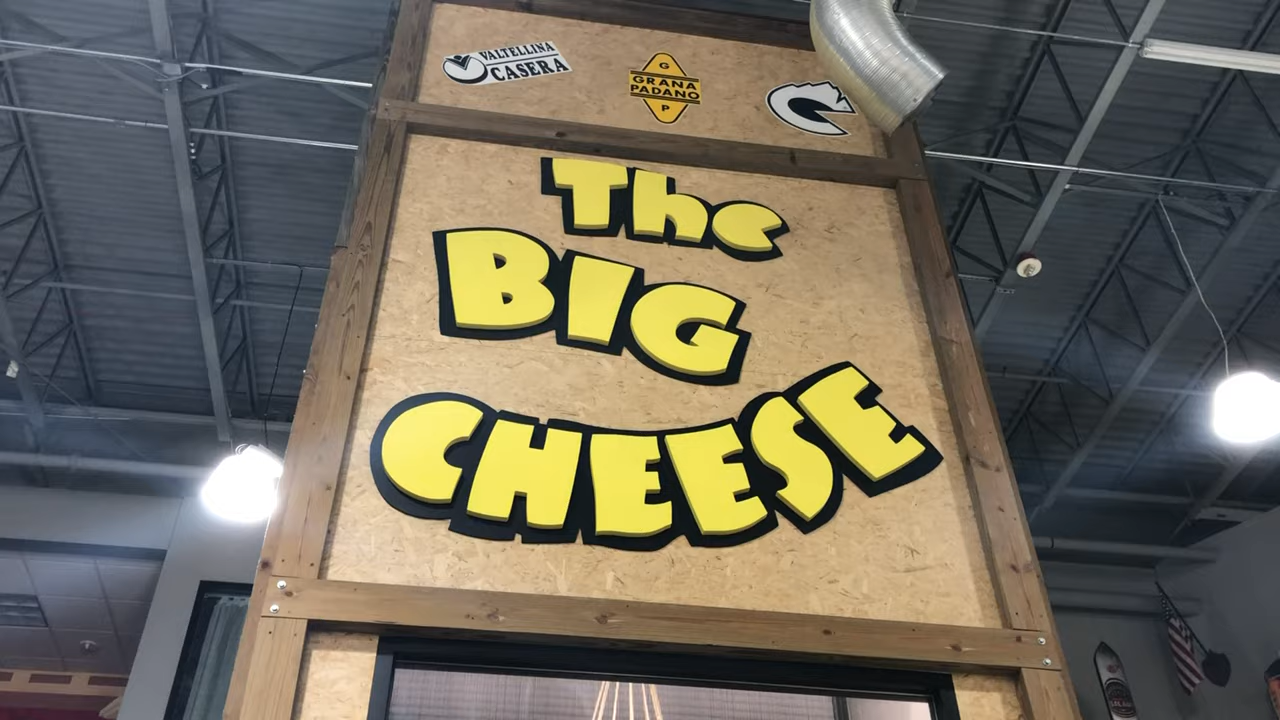 VALTELLINA
CASERA
G
GRANA
PADANO
P
The
BIG
CHEESE